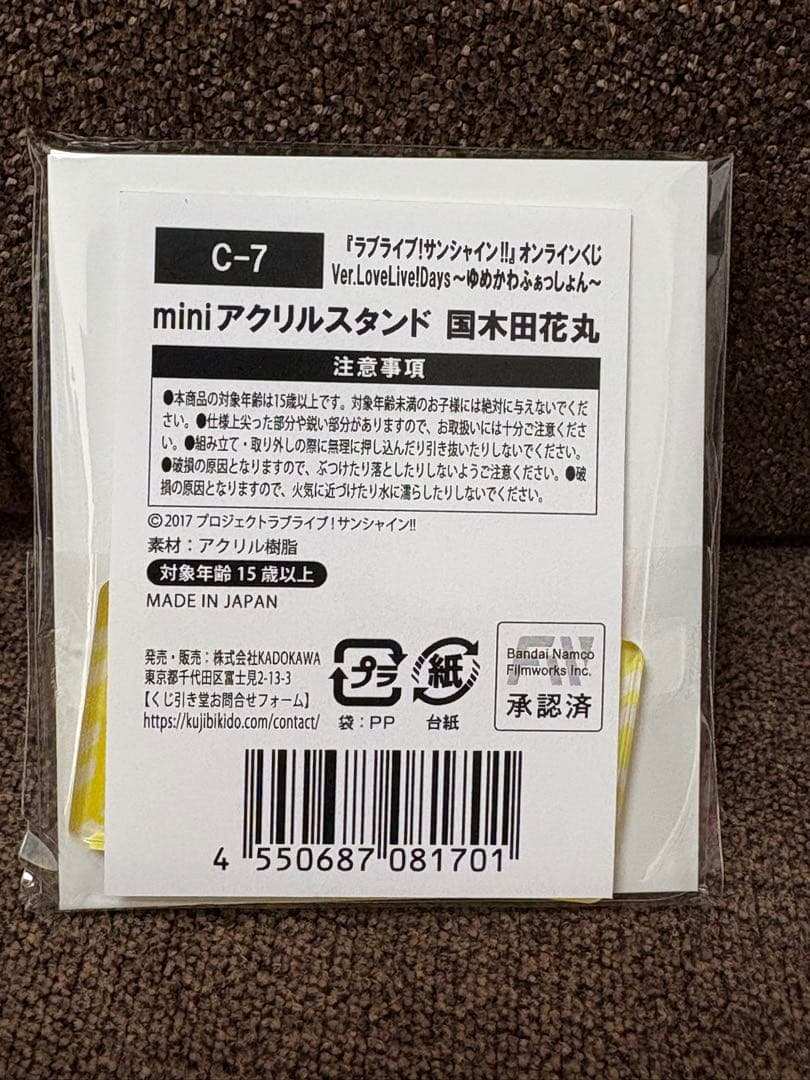 C-7
『ラブライブ!サンシャイン!!』オンラインくじ
Ver.LoveLive!Days～ゆめかわふぁっしょん～
miniアクリルスタンド 国木田花丸
注意事項
●本商品の対象年齢は15歳以上です。対象年齢未満のお子様には絶対に与えないでくだ
さい。●仕様上尖った部分や鋭い部分がありますので、お取扱いには十分ご注意くださ
い。●組み立て・取り外しの際に無理に押し込んだり引き抜いたりしないでください。
●破損の原因となりますので、ぶつけたり落としたりしないようご注意ください。●破
損の原因となりますので、火気に近づけたり水に濡らしたりしないでください。
©2017 プロジェクトラブライブ!サンシャイン!!
素材：アクリル樹脂
対象年齢15歳以上
MADE IN JAPAN
発売・販売：株式会社KADOKAWA
東京都千代田区富士見2-13-3
【くじ引き堂お問合せフォーム】
https://kujibikido.com/contact/
プラ
袋：PP
紙
台紙
FW
Bandai Namco
Filmworks Inc.
承認済
4 550687 081701